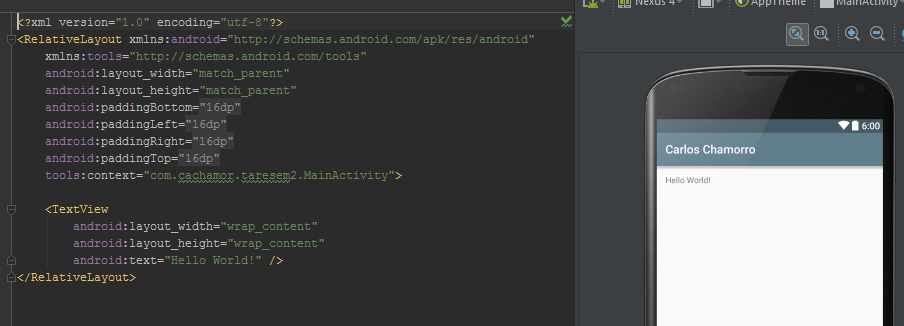 <?xml version="1.0" encoding="utf-8"?>
<RelativeLayout xmlns:android="http://schemas.android.com/apk/res/android"
    xmlns:tools="http://schemas.android.com/tools"
    android:layout_width="match_parent"
    android:layout_height="match_parent"
    android:paddingBottom="16dp"
    android:paddingLeft="16dp"
    android:paddingRight="16dp"
    android:paddingTop="16dp"
    tools:context="com.cachamor.taresem2.MainActivity">

    <TextView
        android:layout_width="wrap_content"
        android:layout_height="wrap_content"
        android:text="Hello World!" />
</RelativeLayout>
Nexus 4
AppTheme
MainActivity
1:1
6:00
Carlos Chamorro
Hello World!